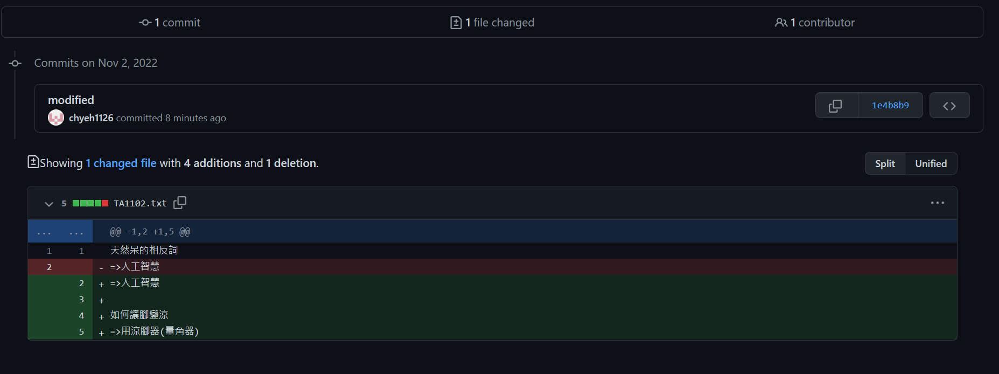 1 commit
1 file changed
1 contributor
Commits on Nov 2, 2022
modified
chyeh1126 committed 8 minutes ago
1e4b8b9
Showing 1 changed file with 4 additions and 1 deletion.
Split
Unified
5 TA1102.txt
... ... @@ -1,2 +1,5 @@
1 1 天然呆的相反詞
2 - =>人工智慧
2 + =>人工智慧
3 +
4 + 如何讓腳變涼
5 + =>用涼腳器(量角器)